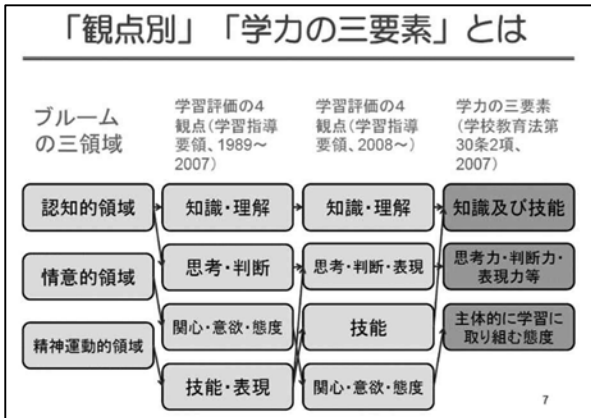 「観点別」「学力の三要素」とは
ブルーム
の三領域
学習評価の4
観点(学習指導
要領、1989～
2007)
学習評価の4
観点(学習指導
要領、2008～)
学力の三要素
(学校教育法第
30条2項、
2007)
認知的領域
知識・理解
知識・理解
知識及び技能
情意的領域
思考・判断
思考・判断・表現
思考力・判断力・
表現力等
精神運動的領域
関心・意欲・態度
技能
主体的に学習に
取り組む態度
技能・表現
関心・意欲・態度
7